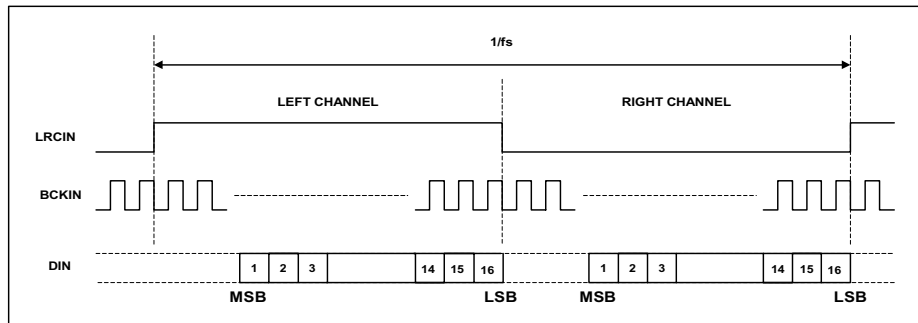 1/fs
LEFT CHANNEL RIGHT CHANNEL
LRCIN
BCKIN
DIN 1 2 3 14 15 16 1 2 3 14 15 16
MSB LSB MSB LSB